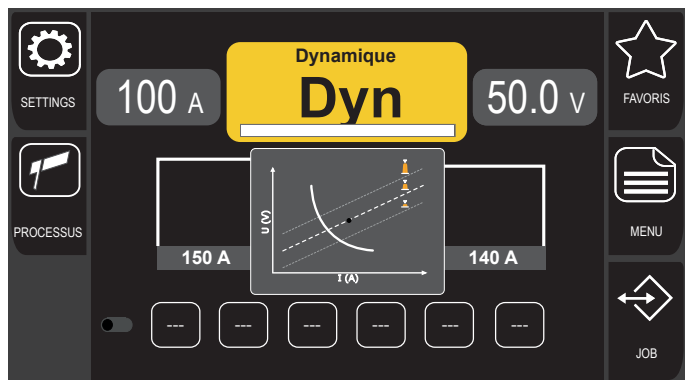 SETTINGS
PROCESSUS
Dynamique
Dyn
100 A
50.0 V
U (V)
I (A)
150 A
140 A
---
---
---
---
---
---
FAVORIS
MENU
JOB